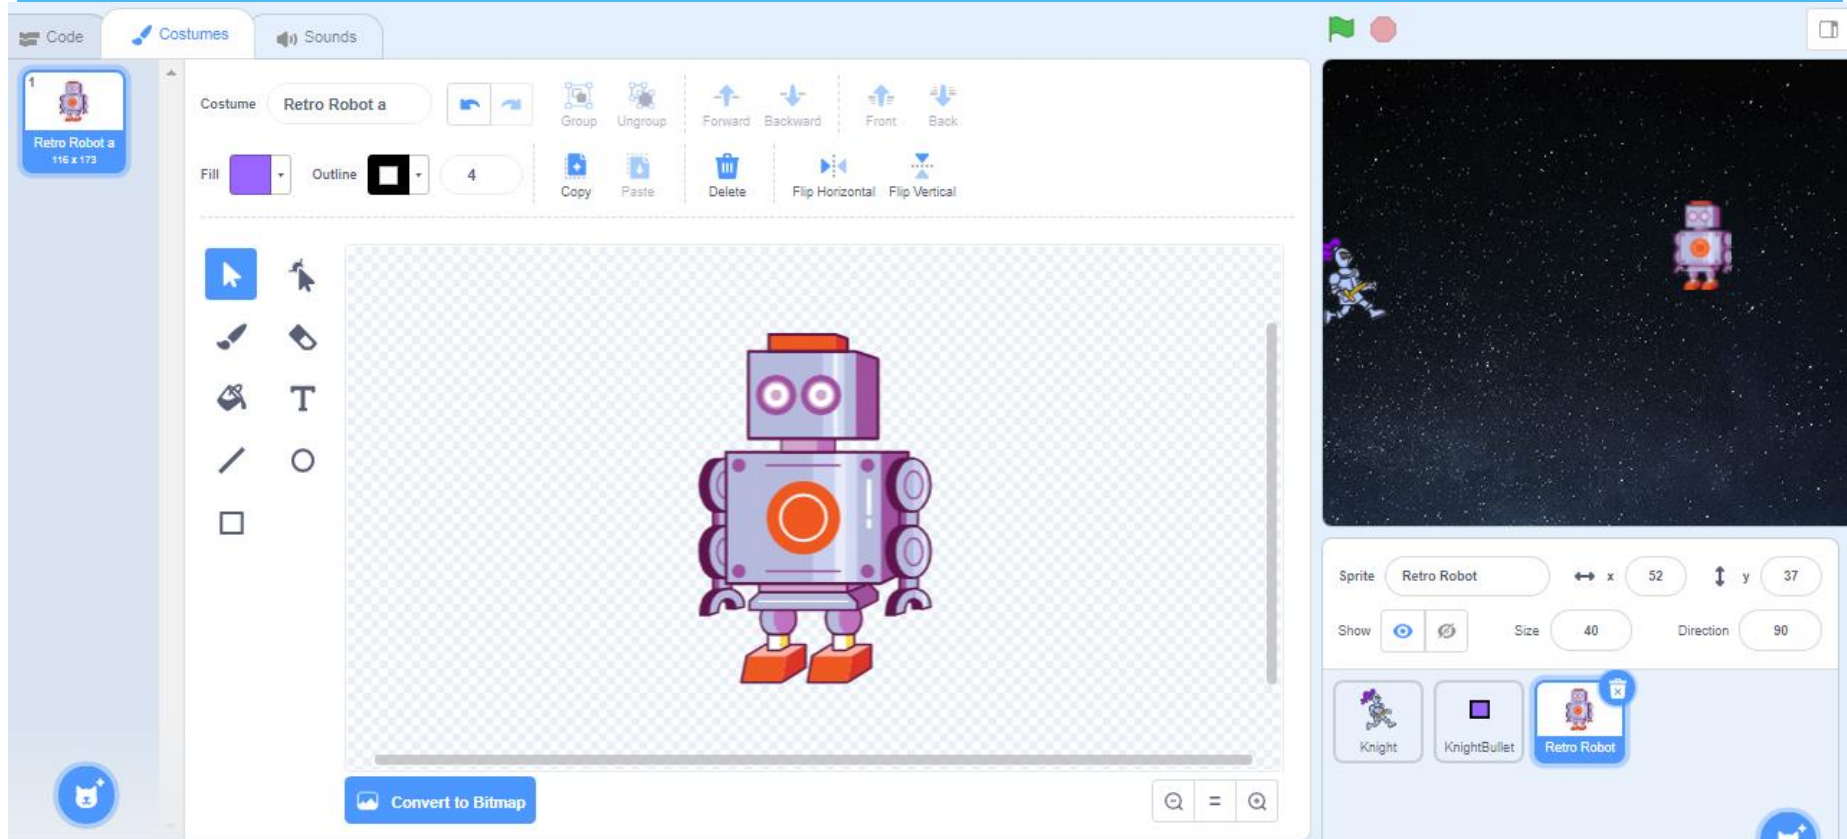 Code
Costumes
Sounds
1
Retro Robot a
116 x 173
Costume
Retro Robot a
Group
Ungroup
Forward
Backward
Front
Back
Fill
Outline
4
Copy
Paste
Delete
Flip Horizontal
Flip Vertical
T
Convert to Bitmap
=
Sprite
Retro Robot
x
52
y
37
Show
Size
40
Direction
90
Knight
KnightBullet
Retro Robot